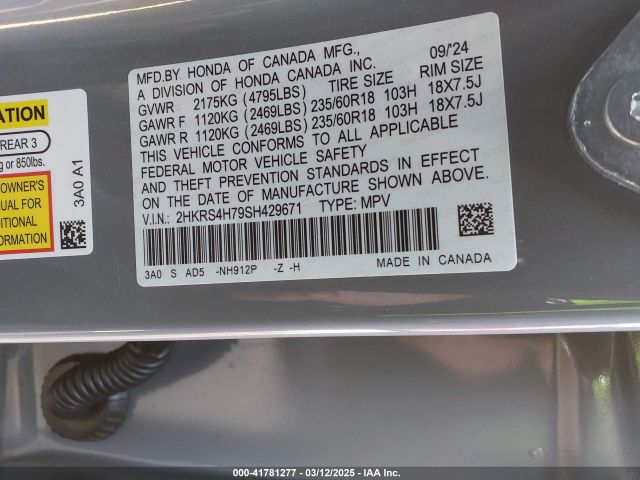 MFD.BY HONDA OF CANADA MFG., 09/'24
A DIVISION OF HONDA CANADA INC.
GVWR 2175KG (4795LBS) TIRE SIZE RIM SIZE
GAWR F 1120KG (2469LBS) 235/60R18 103H 18X7.5J
GAWR R 1120KG (2469LBS) 235/60R18 103H 18X7.5J
THIS VEHICLE CONFORMS TO ALL APPLICABLE
FEDERAL MOTOR VEHICLE SAFETY
AND THEFT PREVENTION STANDARDS IN EFFECT
ON THE DATE OF MANUFACTURE SHOWN ABOVE.
V.I.N.: 2HKRS4H79SH429671 TYPE: MPV
3A0 S AD5 -NH912P -Z -H MADE IN CANADA
REAR 3
or 850lbs.
OWNER'S
UAL FOR
DITIONAL
ORMATION
3A0 A1
000-41781277 - 03/12/2025 - IAA Inc.